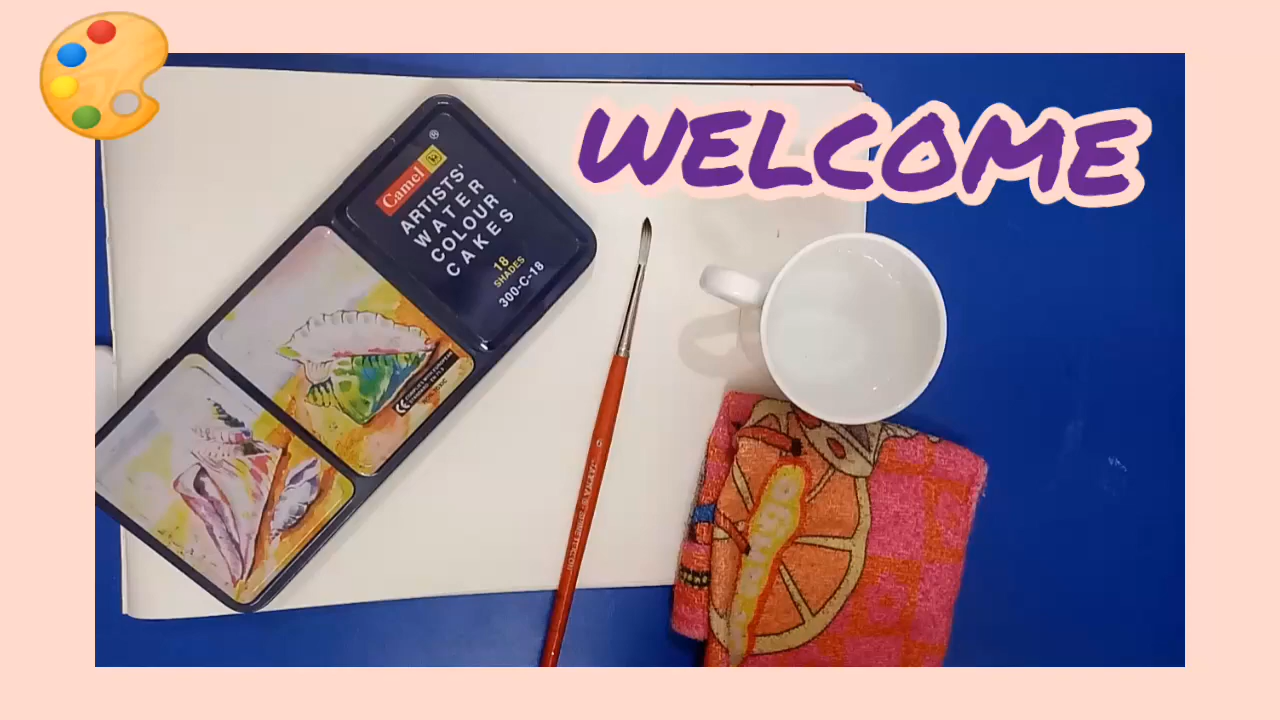 WELCOME
Camel
ARTISTS'
WATER
COLOUR
CAKES
18
SHADES
300-C-18